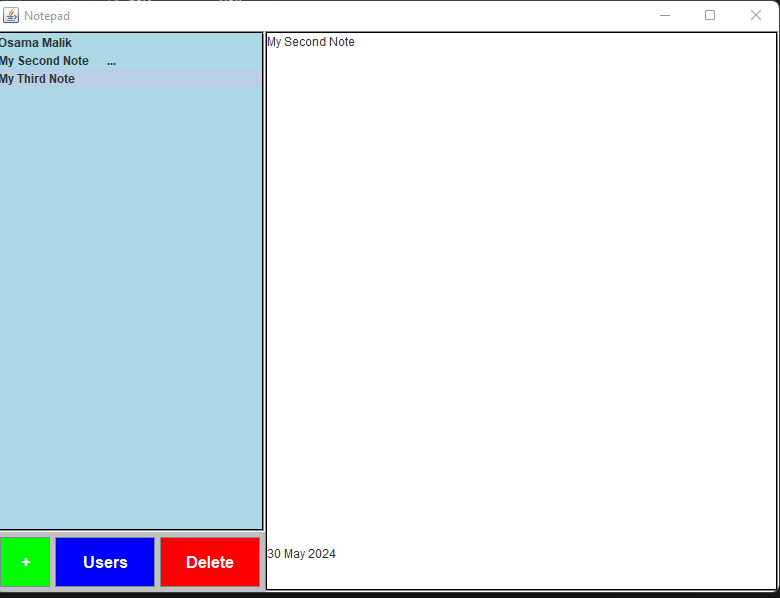 Notepad
Osama Malik
My Second Note ...
My Third Note
My Second Note
30 May 2024
+
Users
Delete